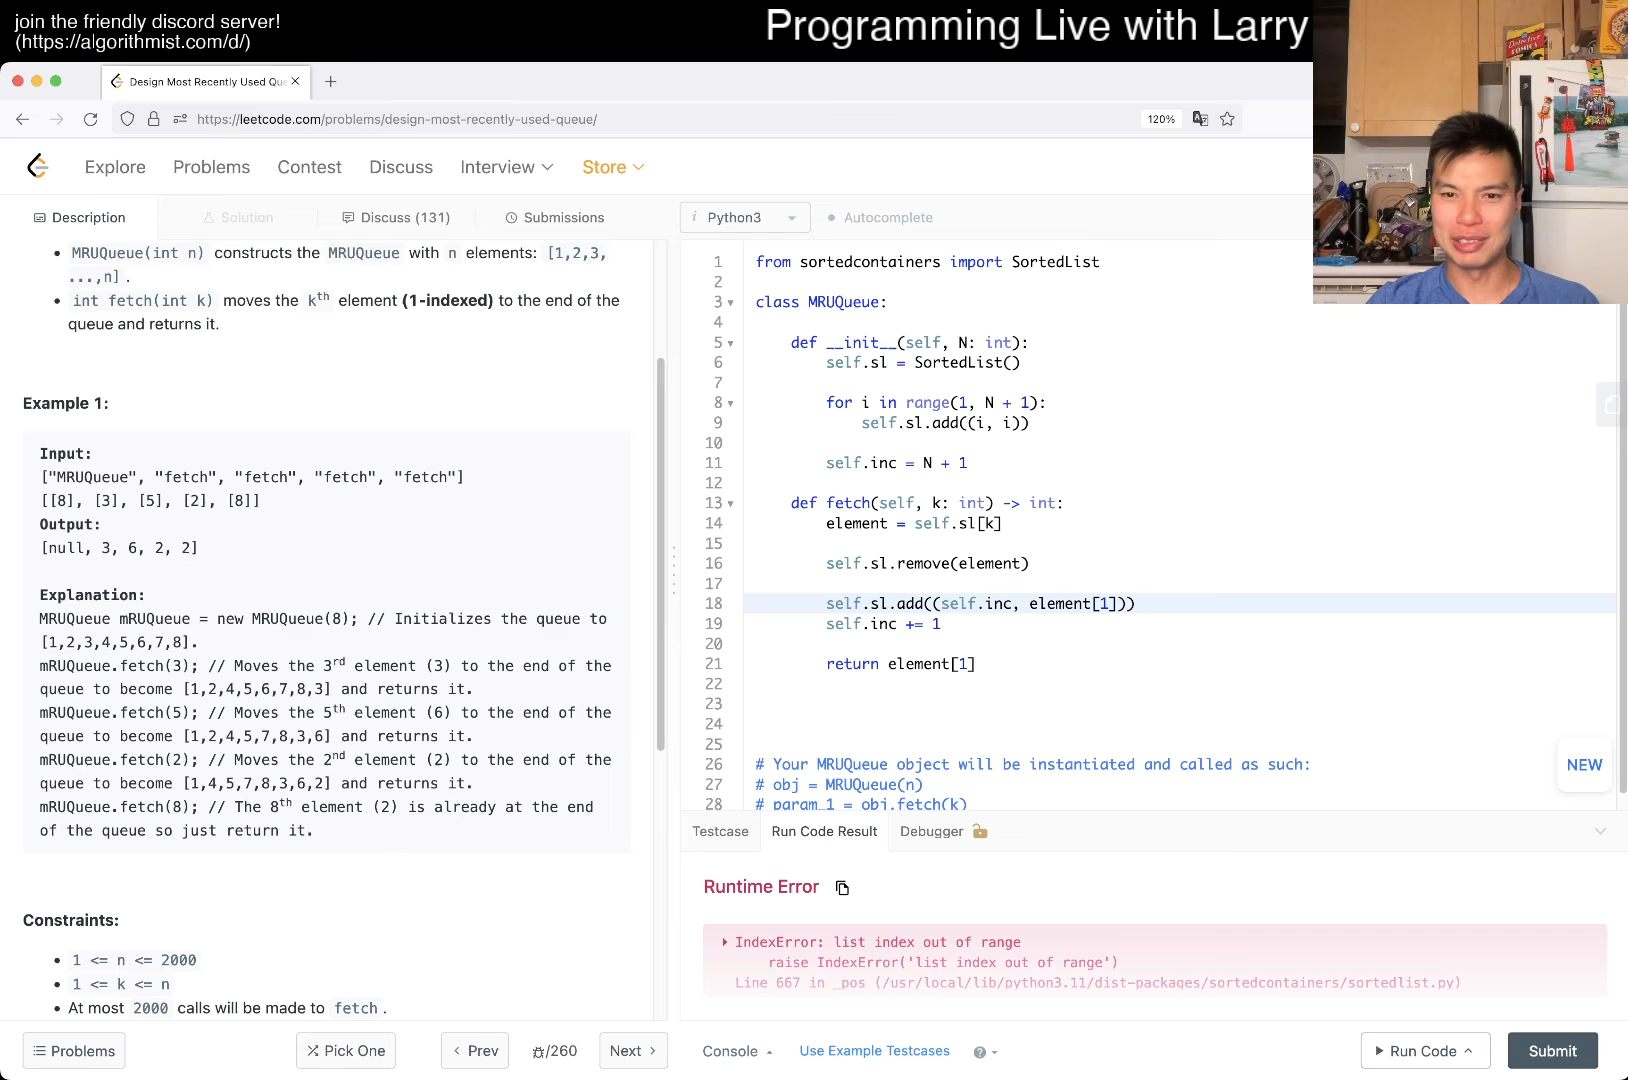 join the friendly discord server!
(https://algorithmist.com/d/)
Programming Live with Larry
Design Most Recently Used Que
https://leetcode.com/problems/design-most-recently-used-queue/
120%
Explore Problems Contest Discuss Interview Store
Description Solution Discuss (131) Submissions
• MRUQueue(int n) constructs the MRUQueue with n elements: [1,2,3,
...,n] .
• int fetch(int k) moves the kth element (1-indexed) to the end of the
queue and returns it.
Example 1:
Input:
["MRUQueue", "fetch", "fetch", "fetch", "fetch"]
[[8], [3], [5], [2], [8]]
Output:
[null, 3, 6, 2, 2]
Explanation:
MRUQueue mRUQueue = new MRUQueue(8); // Initializes the queue to
[1,2,3,4,5,6,7,8].
mRUQueue.fetch(3); // Moves the 3rd element (3) to the end of the
queue to become [1,2,4,5,6,7,8,3] and returns it.
mRUQueue.fetch(5); // Moves the 5th element (6) to the end of the
queue to become [1,2,4,5,7,8,3,6] and returns it.
mRUQueue.fetch(2); // Moves the 2nd element (2) to the end of the
queue to become [1,4,5,7,8,3,6,2] and returns it.
mRUQueue.fetch(8); // The 8th element (2) is already at the end
of the queue so just return it.
Constraints:
• 1 <= n <= 2000
• 1 <= k <= n
• At most 2000 calls will be made to fetch .
Problems Pick One Prev /260 Next
i Python3 Autocomplete
1 from sortedcontainers import SortedList
2
3 class MRUQueue:
4
5 def __init__(self, N: int):
6 self.sl = SortedList()
7
8 for i in range(1, N + 1):
9 self.sl.add((i, i))
10
11 self.inc = N + 1
12
13 def fetch(self, k: int) -> int:
14 element = self.sl[k]
15
16 self.sl.remove(element)
17
18 self.sl.add((self.inc, element[1]))
19 self.inc += 1
20
21 return element[1]
22
23
24
25
26 # Your MRUQueue object will be instantiated and called as such:
27 # obj = MRUQueue(n)
28 # param_1 = obj.fetch(k)
NEW
Testcase Run Code Result Debugger
Runtime Error
IndexError: list index out of range
raise IndexError('list index out of range')
Line 667 in _pos (/usr/local/lib/python3.11/dist-packages/sortedcontainers/sortedlist.py)
Console Use Example Testcases ? Run Code Submit